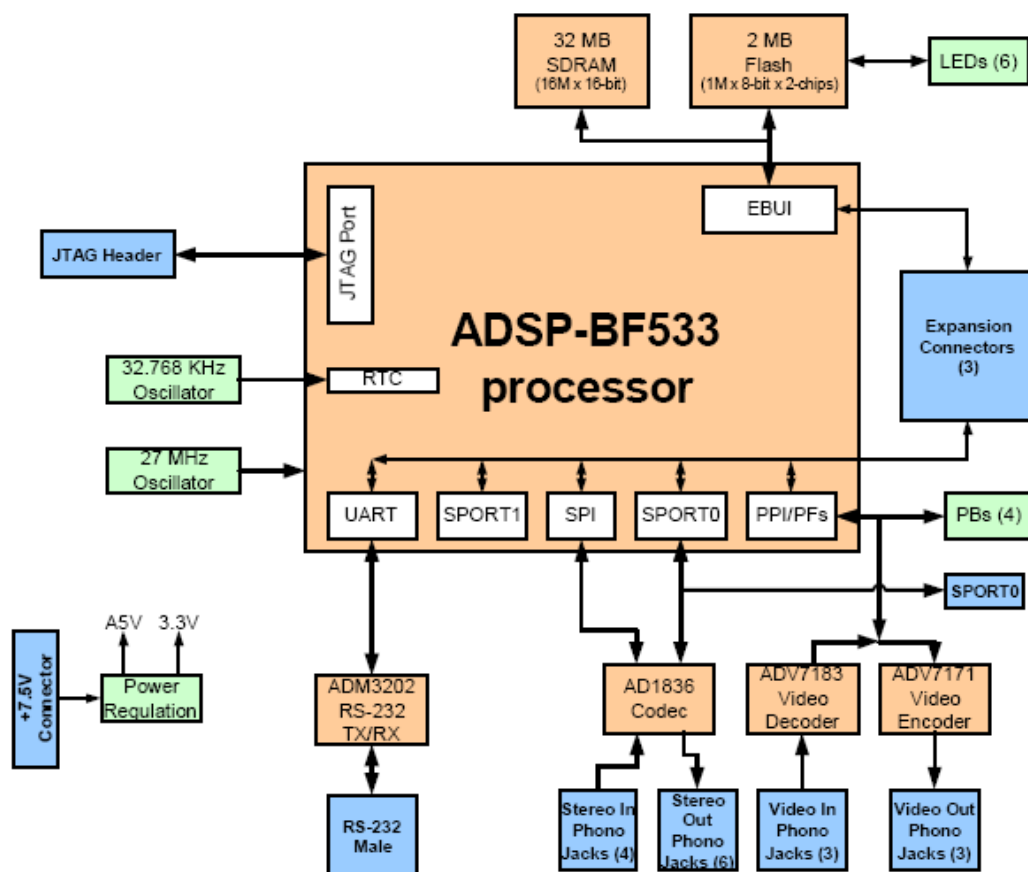 32 MB
SDRAM
(16M x 16-bit)
2 MB
Flash
(1M x 8-bit x 2-chips)
LEDs (6)
EBUI
JTAG Port
JTAG Header
ADSP-BF533
processor
Expansion
Connectors
(3)
32.768 KHz
Oscillator
RTC
27 MHz
Oscillator
UART
SPORT1
SPI
SPORT0
PPI/PFs
PBs (4)
SPORT0
A5V
3.3V
+7.5V
Connector
Power
Requlation
ADM3202
RS-232
TX/RX
AD1836
Codec
ADV7183
Video
Decoder
ADV7171
Video
Encoder
RS-232
Male
Stereo In
Phono
Jacks (4)
Stereo
Out
Phono
Jacks (6)
Video In
Phono
Jacks (3)
Video Out
Phono
Jacks (3)